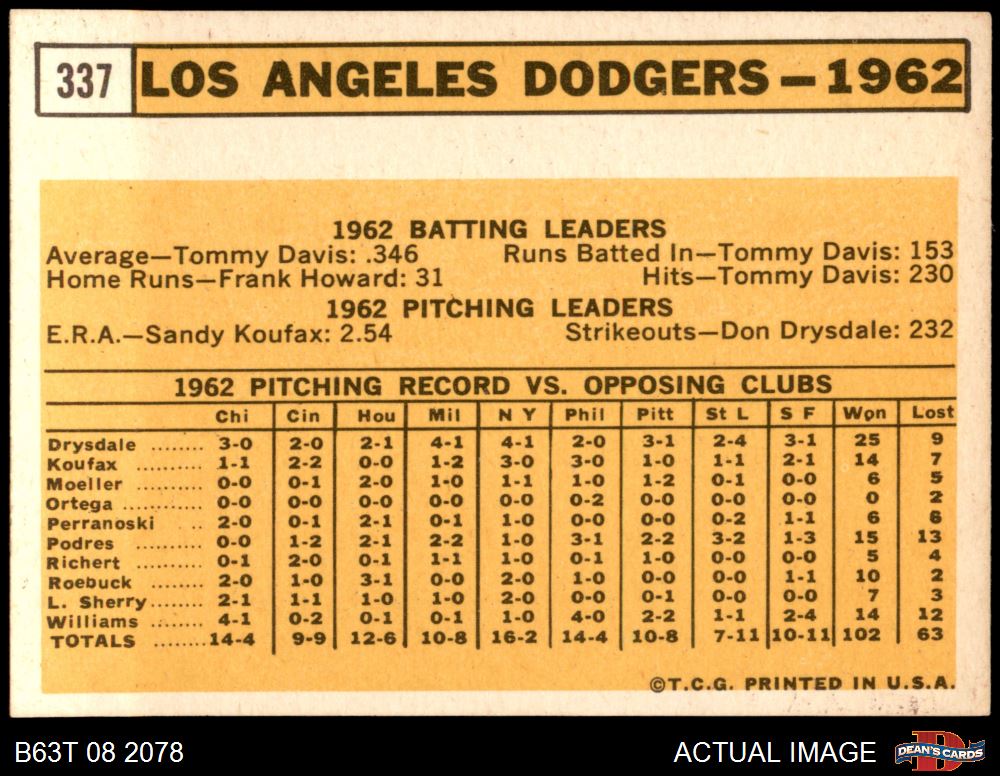 337 LOS ANGELES DODGERS — 1962
1962 BATTING LEADERS
Average—Tommy Davis: .346 Runs Batted In—Tommy Davis: 153
Home Runs—Frank Howard: 31 Hits—Tommy Davis: 230
1962 PITCHING LEADERS
E.R.A.—Sandy Koufax: 2.54 Strikeouts—Don Drysdale: 232
1962 PITCHING RECORD VS. OPPOSING CLUBS
Chi Cin Hou Mil N Y Phil Pitt St L S F Won Lost
Drysdale ....... 3-0 2-0 2-1 4-1 4-1 2-0 3-1 2-4 3-1 25 9
Koufax .......... 1-1 2-2 0-0 1-2 3-0 3-0 1-0 1-1 2-1 14 7
Moeller .......... 0-0 0-1 2-0 1-0 1-1 1-0 1-2 0-1 0-0 6 5
Ortega ........... 0-0 0-0 0-0 0-0 0-0 0-2 0-0 0-0 0-0 0 2
Perranoski .. 2-0 0-1 2-1 0-1 1-0 0-0 0-0 0-2 1-1 6 6
Podres .......... 0-0 1-2 2-1 2-2 1-0 3-1 2-2 3-2 1-3 15 13
Richert .......... 0-1 2-0 0-1 1-1 1-0 0-1 1-0 0-0 0-0 5 4
Roebuck ........ 2-0 1-0 3-1 0-0 2-0 1-0 0-0 0-0 1-1 10 2
L. Sherry ....... 2-1 1-1 1-0 1-0 2-0 0-0 0-1 0-0 0-0 7 3
Williams ........ 4-1 0-2 0-1 0-1 1-0 4-0 2-2 1-1 2-4 14 12
TOTALS ....... 14-4 9-9 12-6 10-8 16-2 14-4 10-8 7-11 10-11 102 63
©T.C.G. PRINTED IN U.S.A.
B63T 08 2078 ACTUAL IMAGE D DEAN'S CARDS